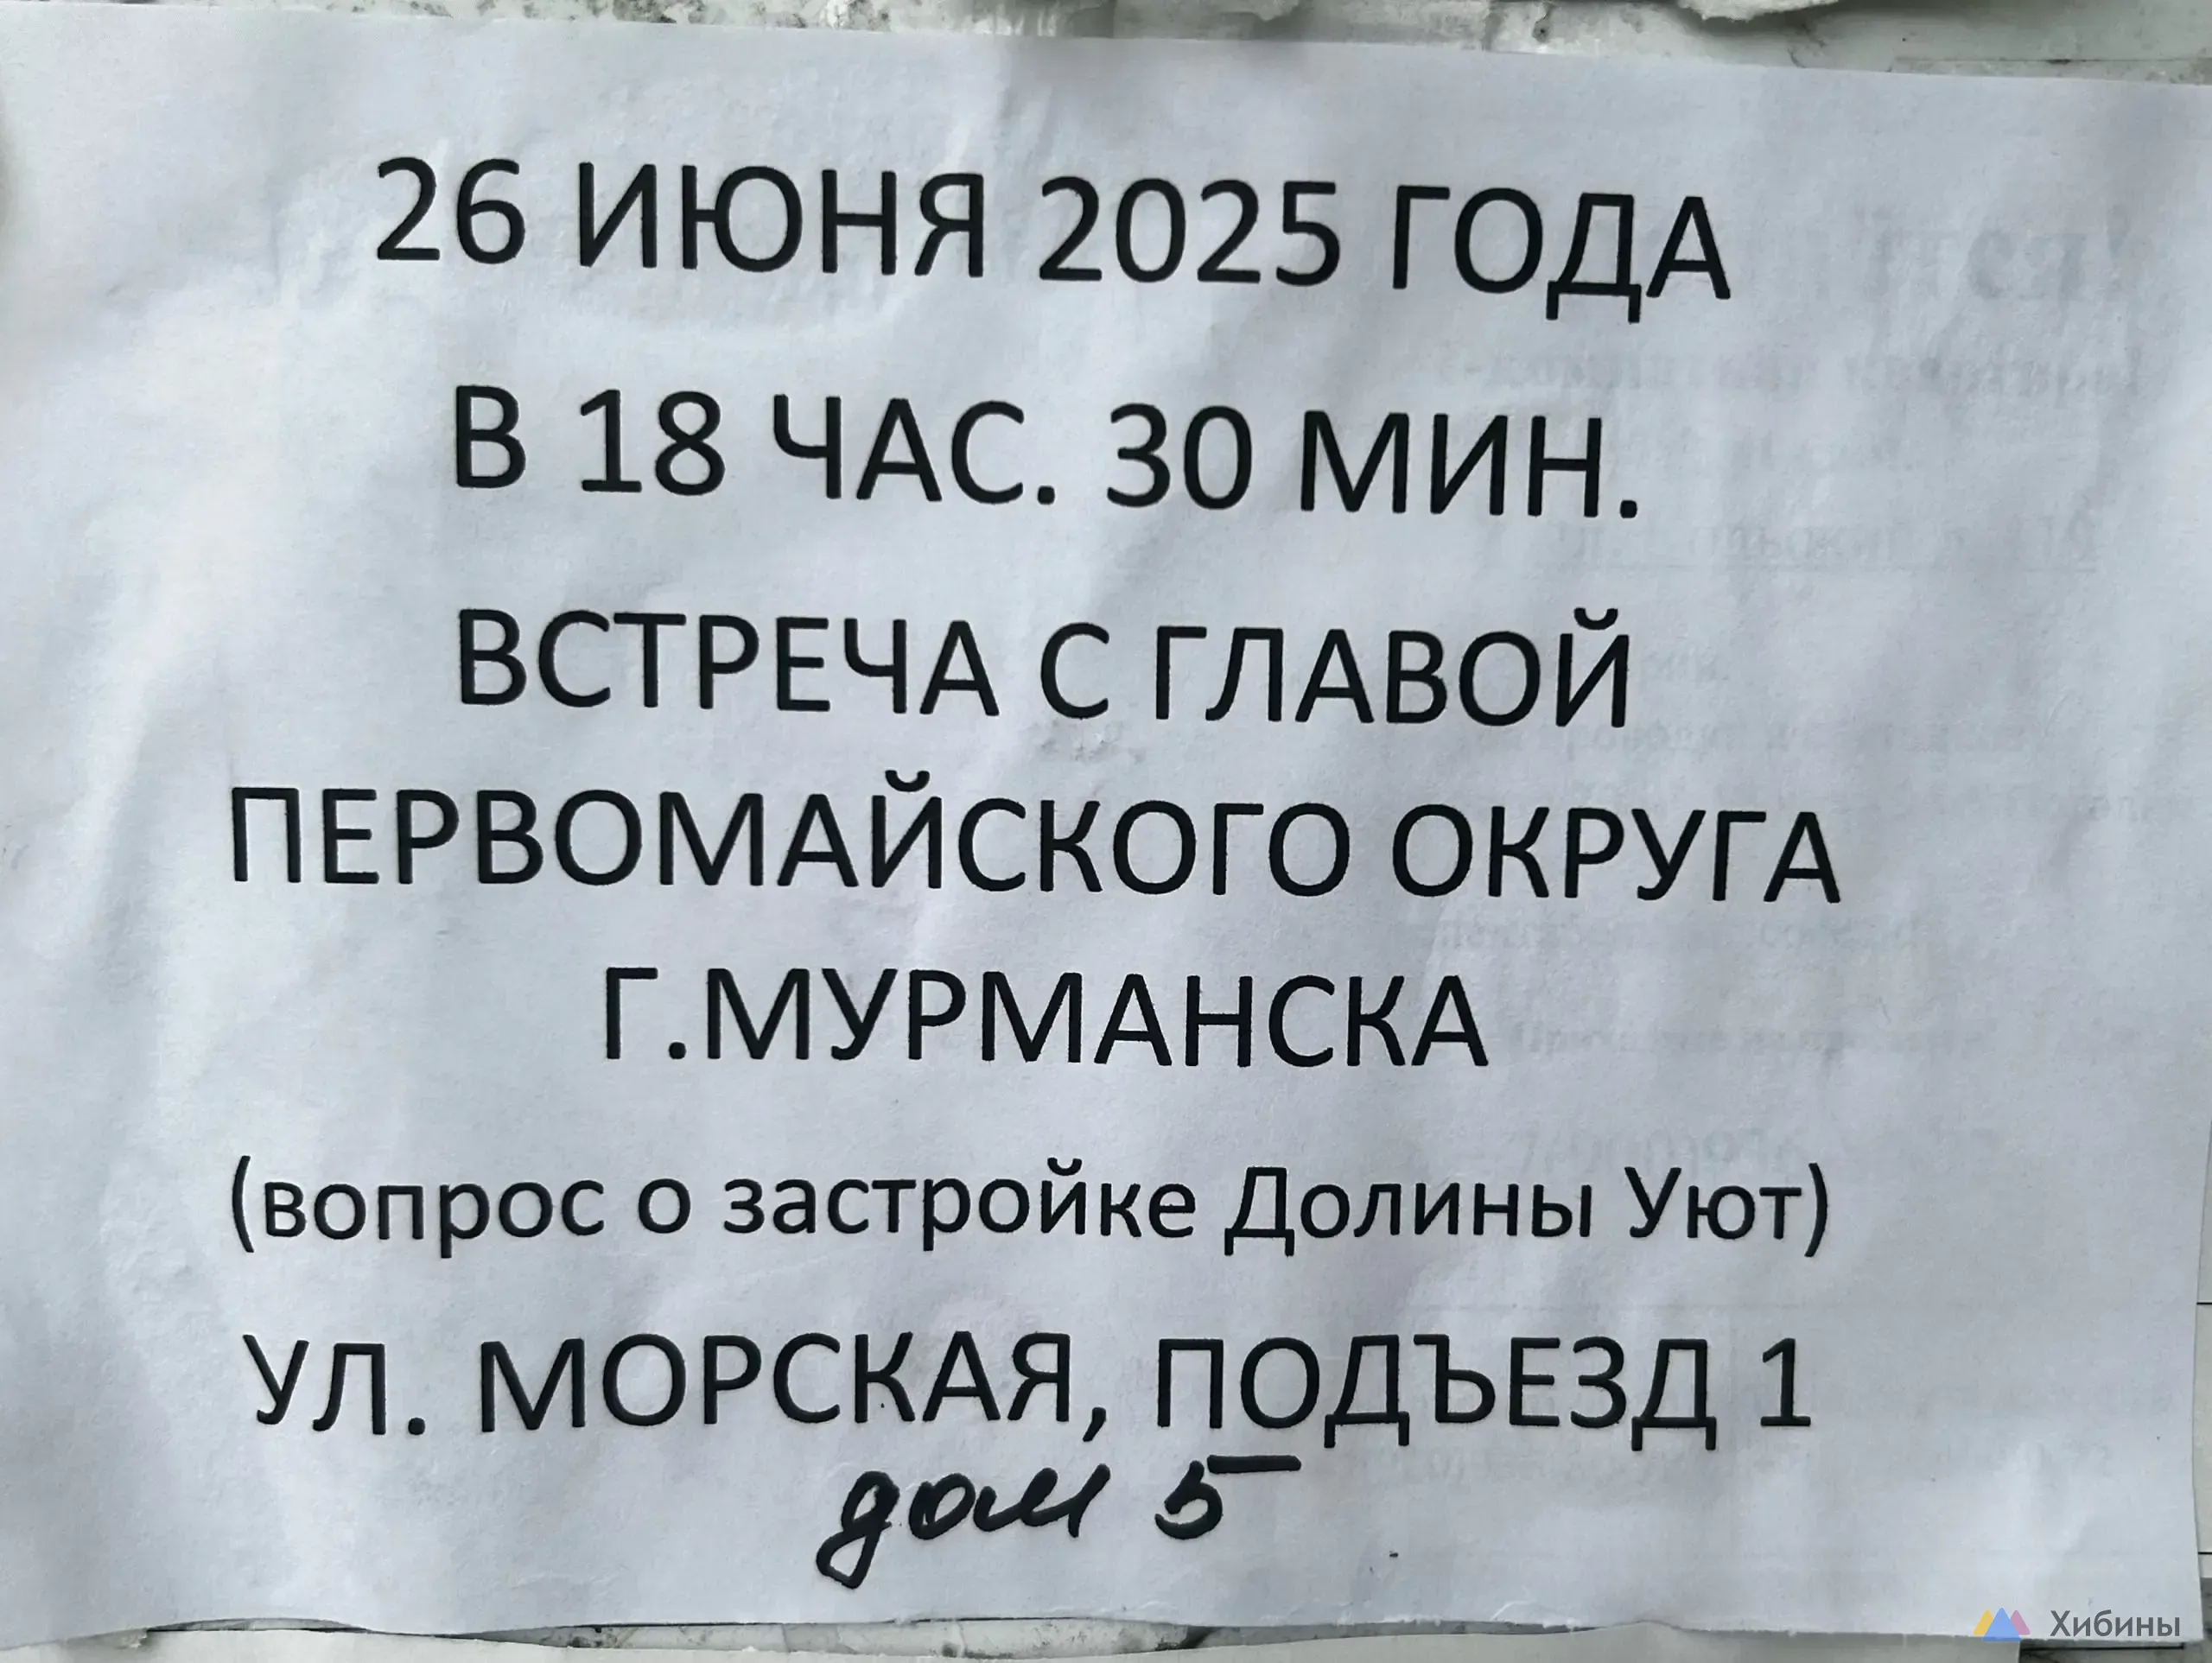 26 ИЮНЯ 2025 ГОДА
В 18 ЧАС. 30 МИН.
ВСТРЕЧА С ГЛАВОЙ
ПЕРВОМАЙСКОГО ОКРУГА
Г.МУРМАНСКА
(вопрос о застройке Долины Уют)
УЛ. МОРСКАЯ, ПОДЪЕЗД 1
дом 5
Хибины